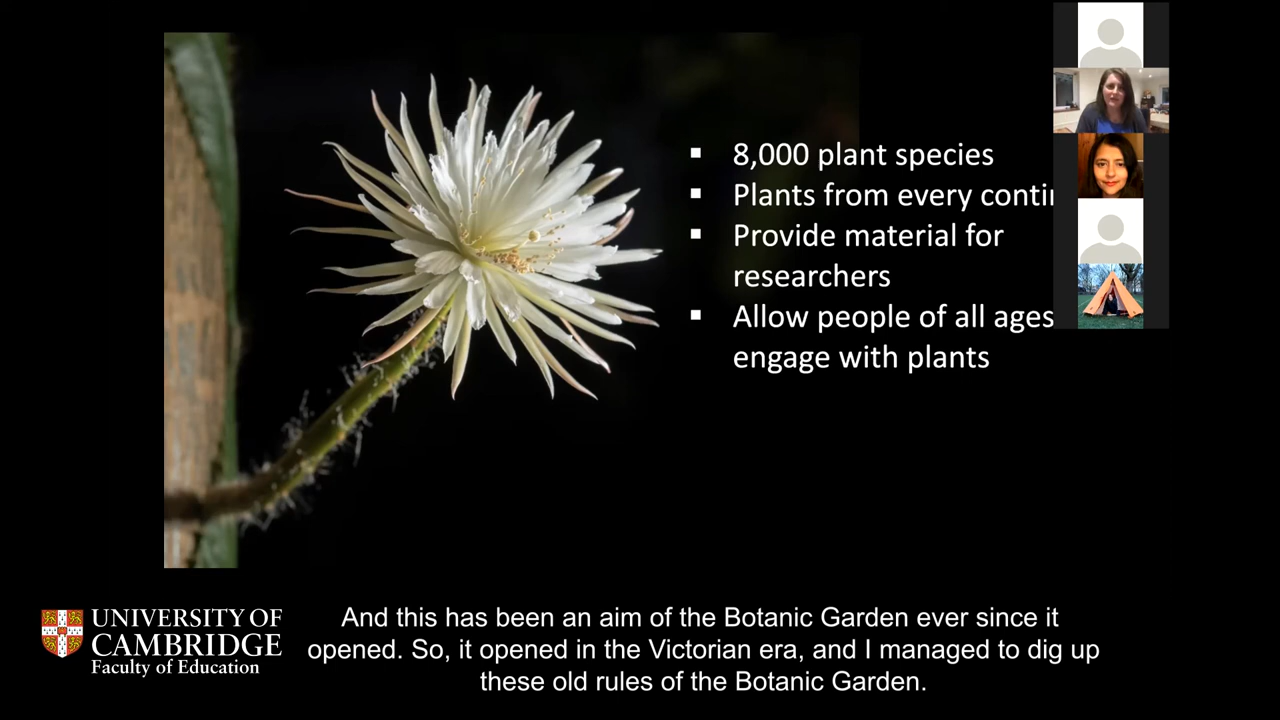 ▪ 8,000 plant species
▪ Plants from every contin
▪ Provide material for
researchers
▪ Allow people of all ages
engage with plants
UNIVERSITY OF
CAMBRIDGE
Faculty of Education
And this has been an aim of the Botanic Garden ever since it
opened. So, it opened in the Victorian era, and I managed to dig up
these old rules of the Botanic Garden.